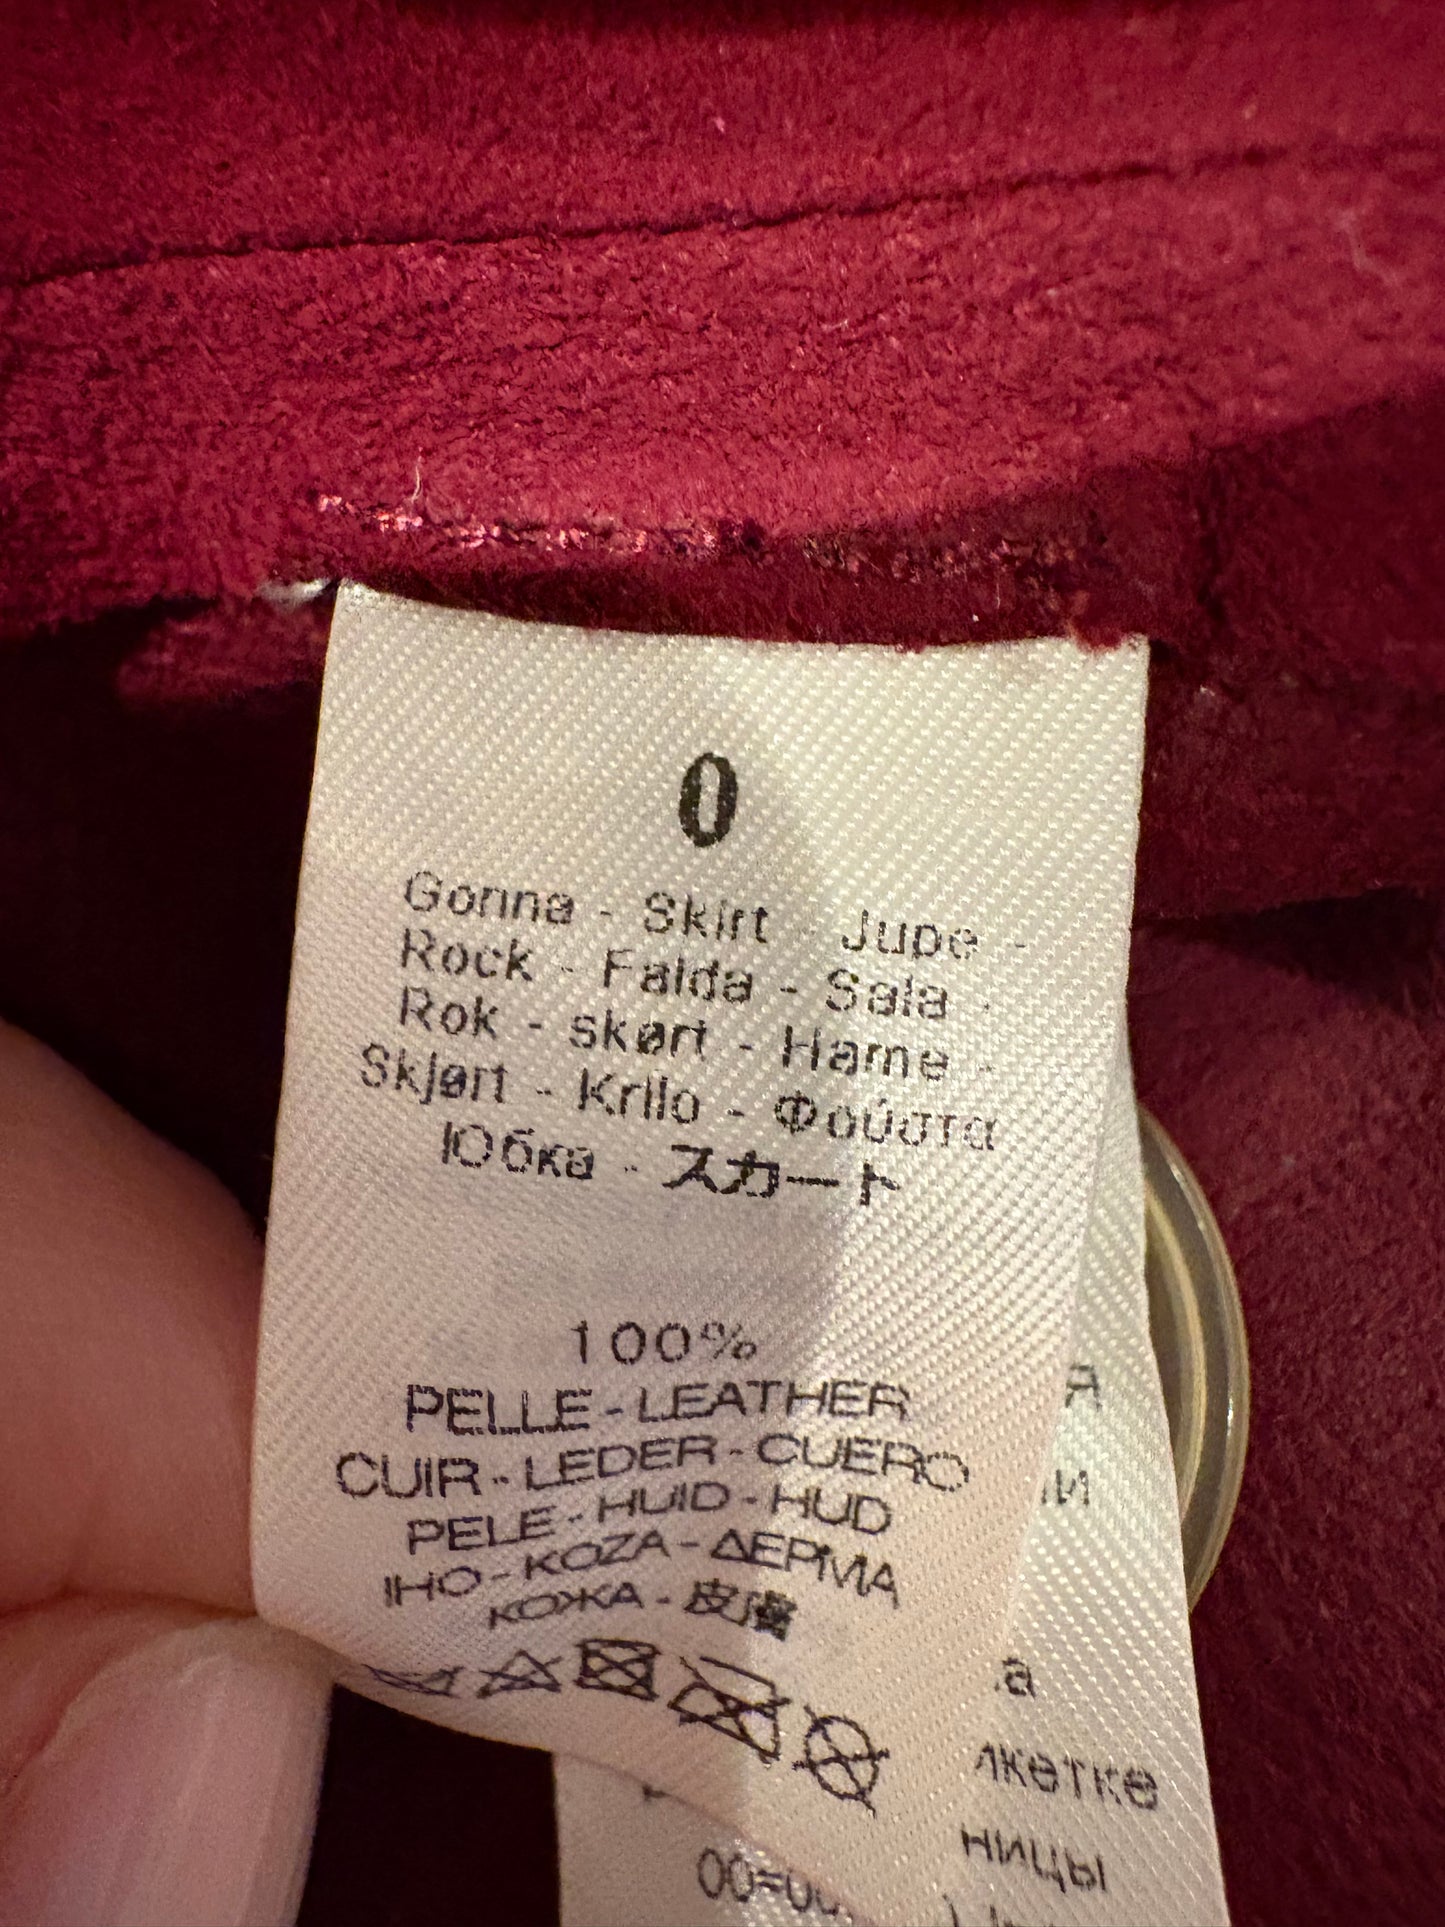 0
Gonna - Skirt - Jupe -
Rock - Falda - Sala -
Rok - skørt - Hame -
Skjørt - Krilo - Φούστα
Юбка - スカート
100%
PELLE - LEATHER
CUIR - LEDER - CUERO
PELE - HUID - HUD
IHO - KOZA - ΔΕΡΜΑ
КОЖА - 皮膚